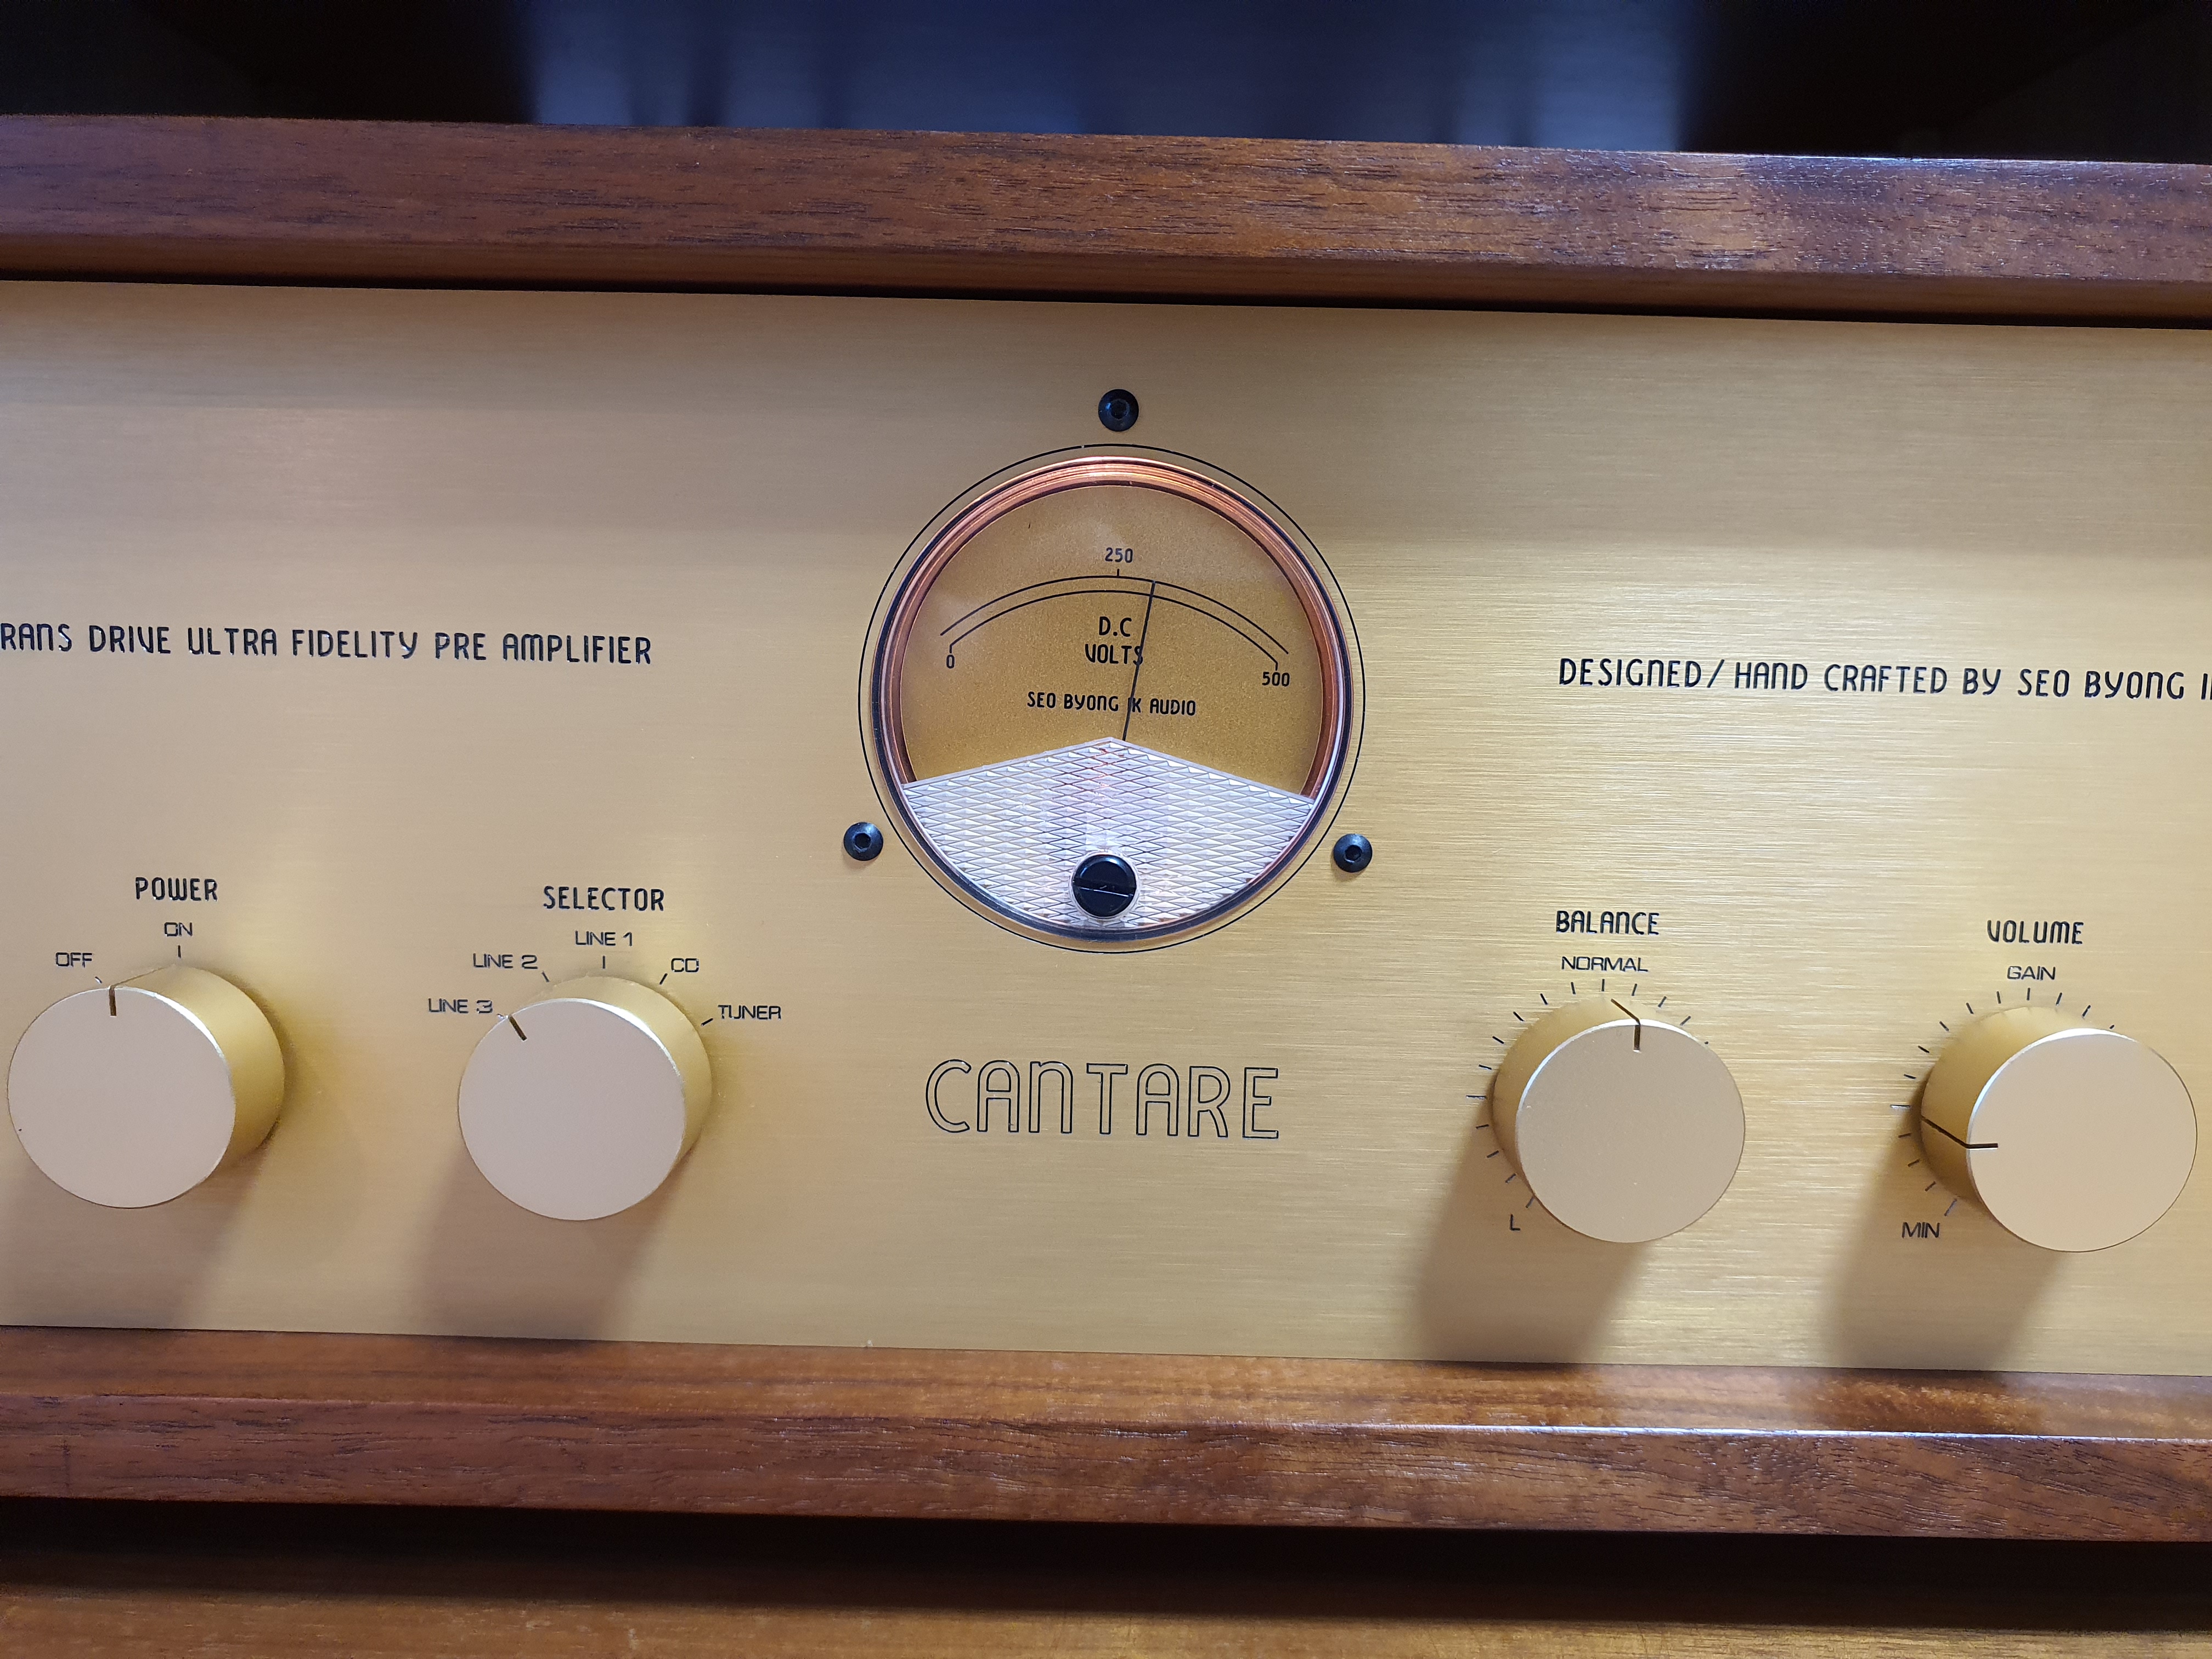 RANS DRIVE ULTRA FIDELITY PRE AMPLIFIER
250
0
500
D.C
VOLTS
SEO BYONG IK AUDIO
DESIGNED/HAND CRAFTED BY SEO BYONG
POWER
OFF
ON
SELECTOR
LINE 3
LINE 2
LINE 1
CD
TUNER
CANTARE
BALANCE
NORMAL
L
VOLUME
GAIN
MIN